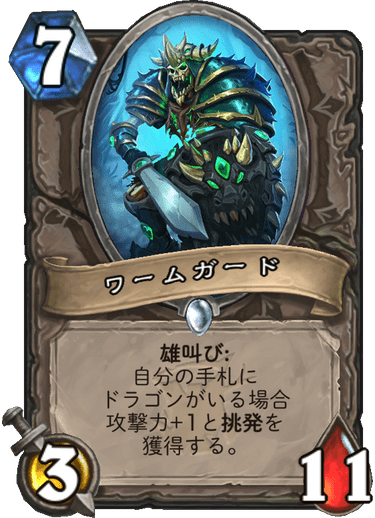 7
ワームガード
雄叫び:
自分の手札に
ドラゴンがいる場合
攻撃力+1と挑発を
獲得する。
3
11